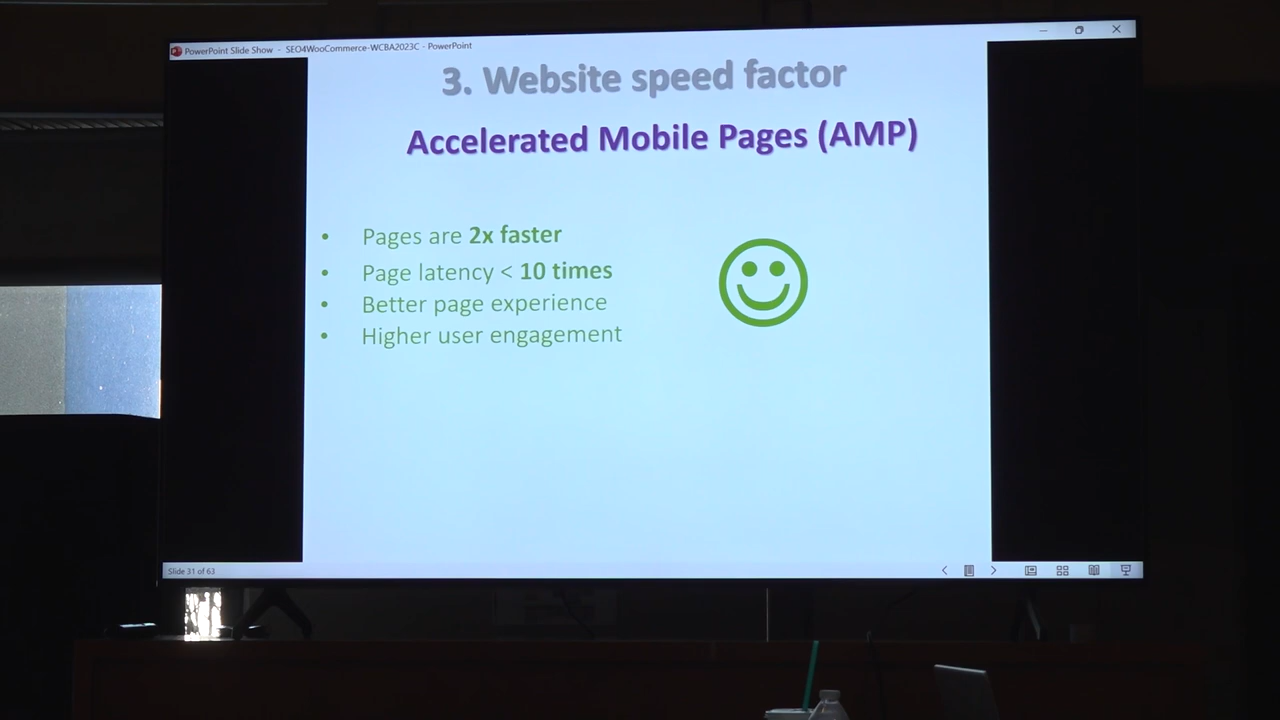 PowerPoint Slide Show - SEO4WooCommerce-WCBA2023C - PowerPoint
3. Website speed factor
Accelerated Mobile Pages (AMP)
• Pages are 2x faster
• Page latency < 10 times
• Better page experience
• Higher user engagement
Slide 31 of 63